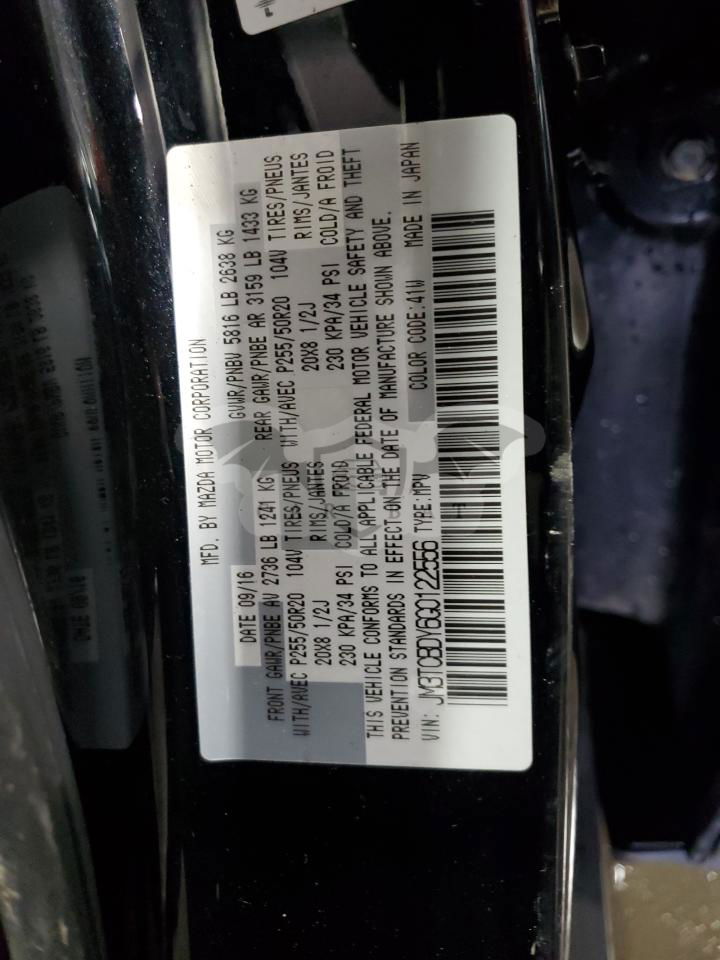 MFD. BY MAZDA MOTOR CORPORATION
DATE 09/16 GVWR/PNBV 5816 LB 2638 KG
FRONT GAWR/PNBE AV 2736 LB 1241 KG REAR GAWR/PNBE AR 3159 LB 1433 KG
WITH/AVEC P255/50R20 104V TIRES/PNEUS WITH/AVEC P255/50R20 104V TIRES/PNEUS
20X8 1/2J RIMS/JANTES 20X8 1/2J RIMS/JANTES
230 KPA/34 PSI COLD/A FROID 230 KPA/34 PSI COLD/A FROID
THIS VEHICLE CONFORMS TO ALL APPLICABLE FEDERAL MOTOR VEHICLE SAFETY AND THEFT
PREVENTION STANDARDS IN EFFECT ON THE DATE OF MANUFACTURE SHOWN ABOVE.
VIN: JM3TCBDY6G0122556 TYPE:MPV COLOR CODE:41W MADE IN JAPAN